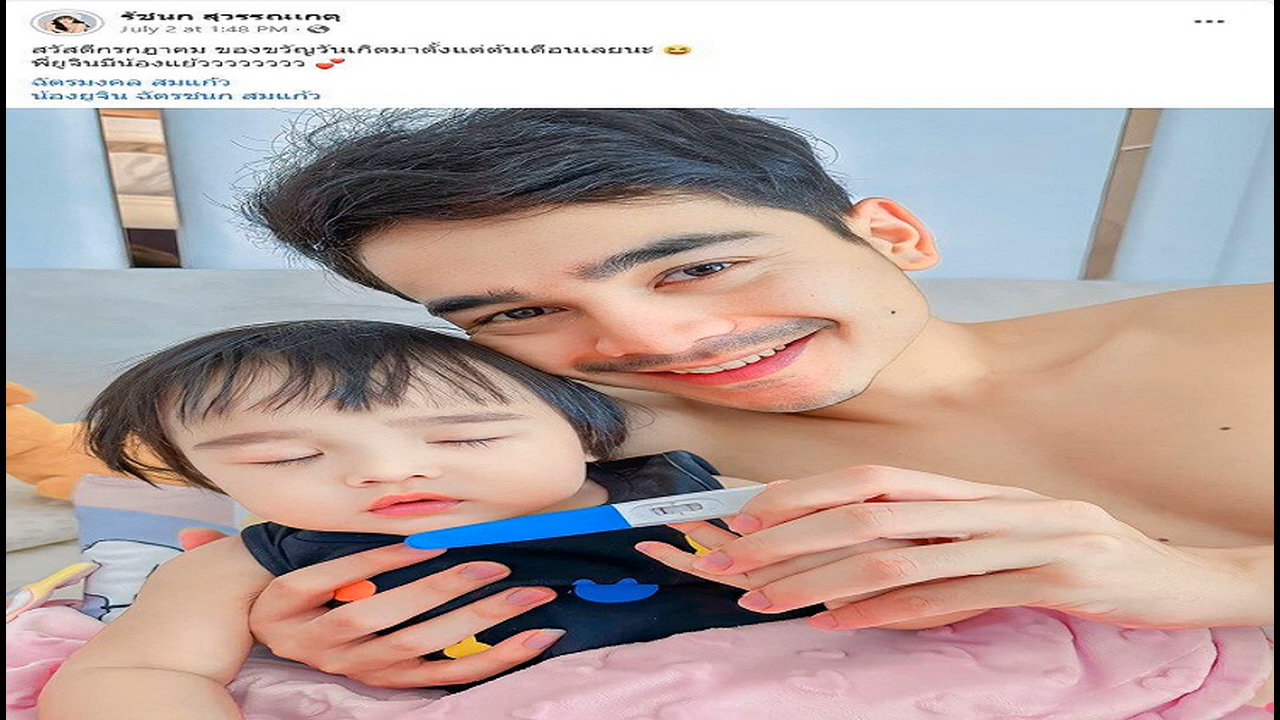 รัชนก สุวรรณเกตุ
July 2 at 1:48 PM ·
สวัสดีกรกฎาคม ของขวัญวันเกิดมาตั้งแต่ต้นเดือนเลยนะ 😆
พี่ยูจินมีน้องแย้วววววววววว 💕
ฉัตรมงคล สมแก้ว
น้องยูจิน ฉัตรชนก สมแก้ว